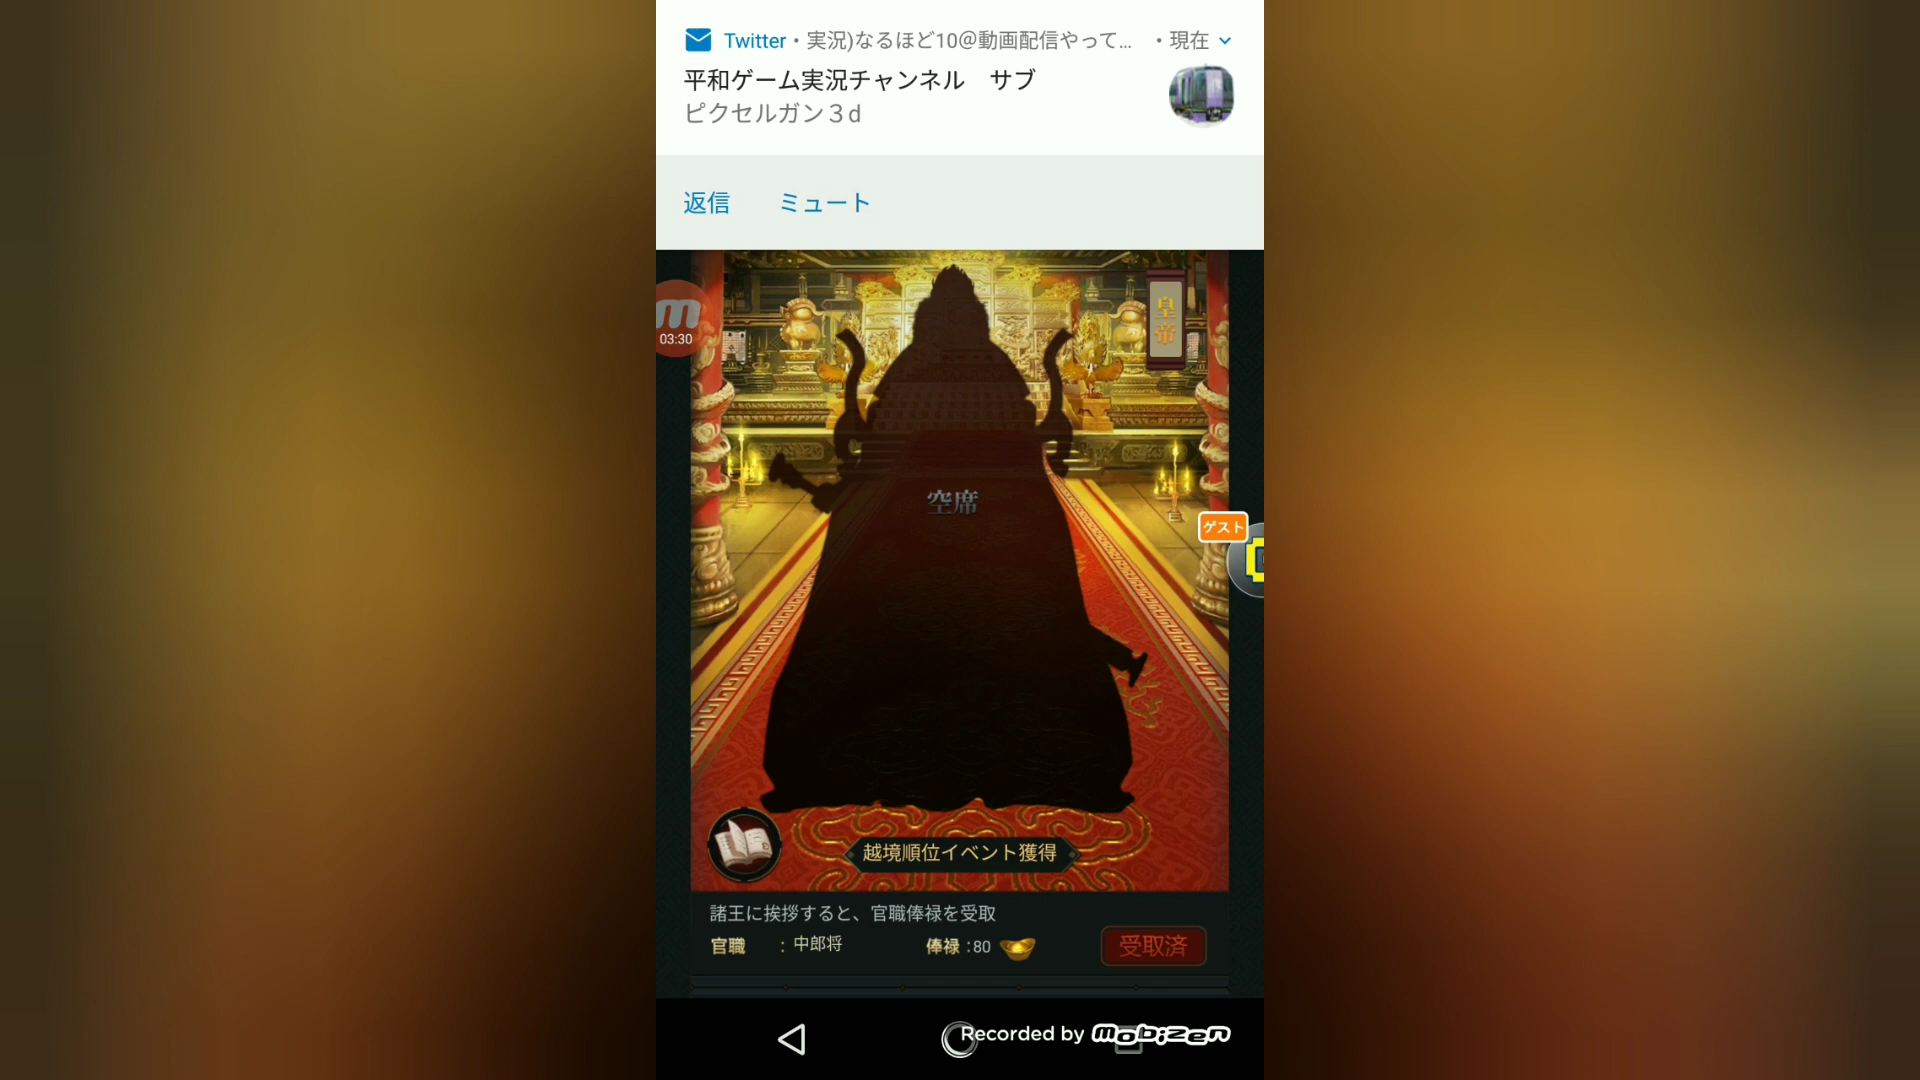 Twitter・実況)なるほど10@動画配信やって… ・現在
平和ゲーム実況チャンネル サブ
ピクセルガン３d
返信 ミュート
皇帝
m
03:30
空席
ゲスト
越境順位イベント獲得
諸王に挨拶すると、官職俸禄を受取
官職 : 中郎将 俸禄 :80 受取済
Recorded by mobizen